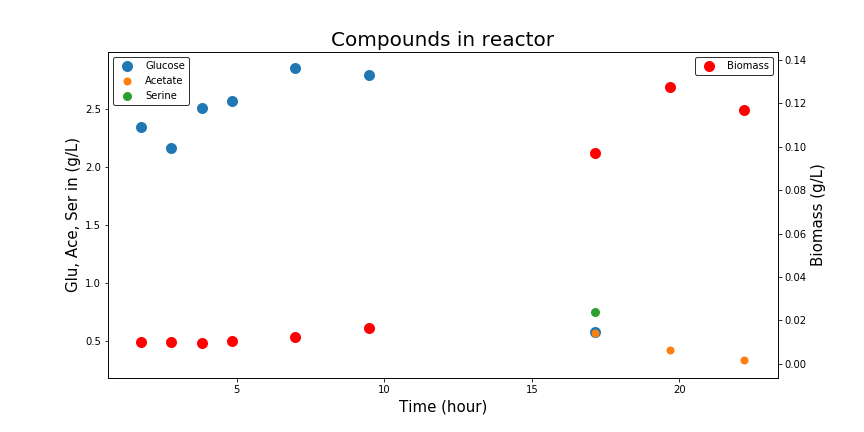 Compounds in reactor
Glucose
Acetate
Serine
Biomass
Glu, Ace, Ser in (g/L)
2.5
2.0
1.5
1.0
0.5
0.14
0.12
0.10
0.08
0.06
0.04
0.02
0.00
Biomass (g/L)
5
10
15
20
Time (hour)